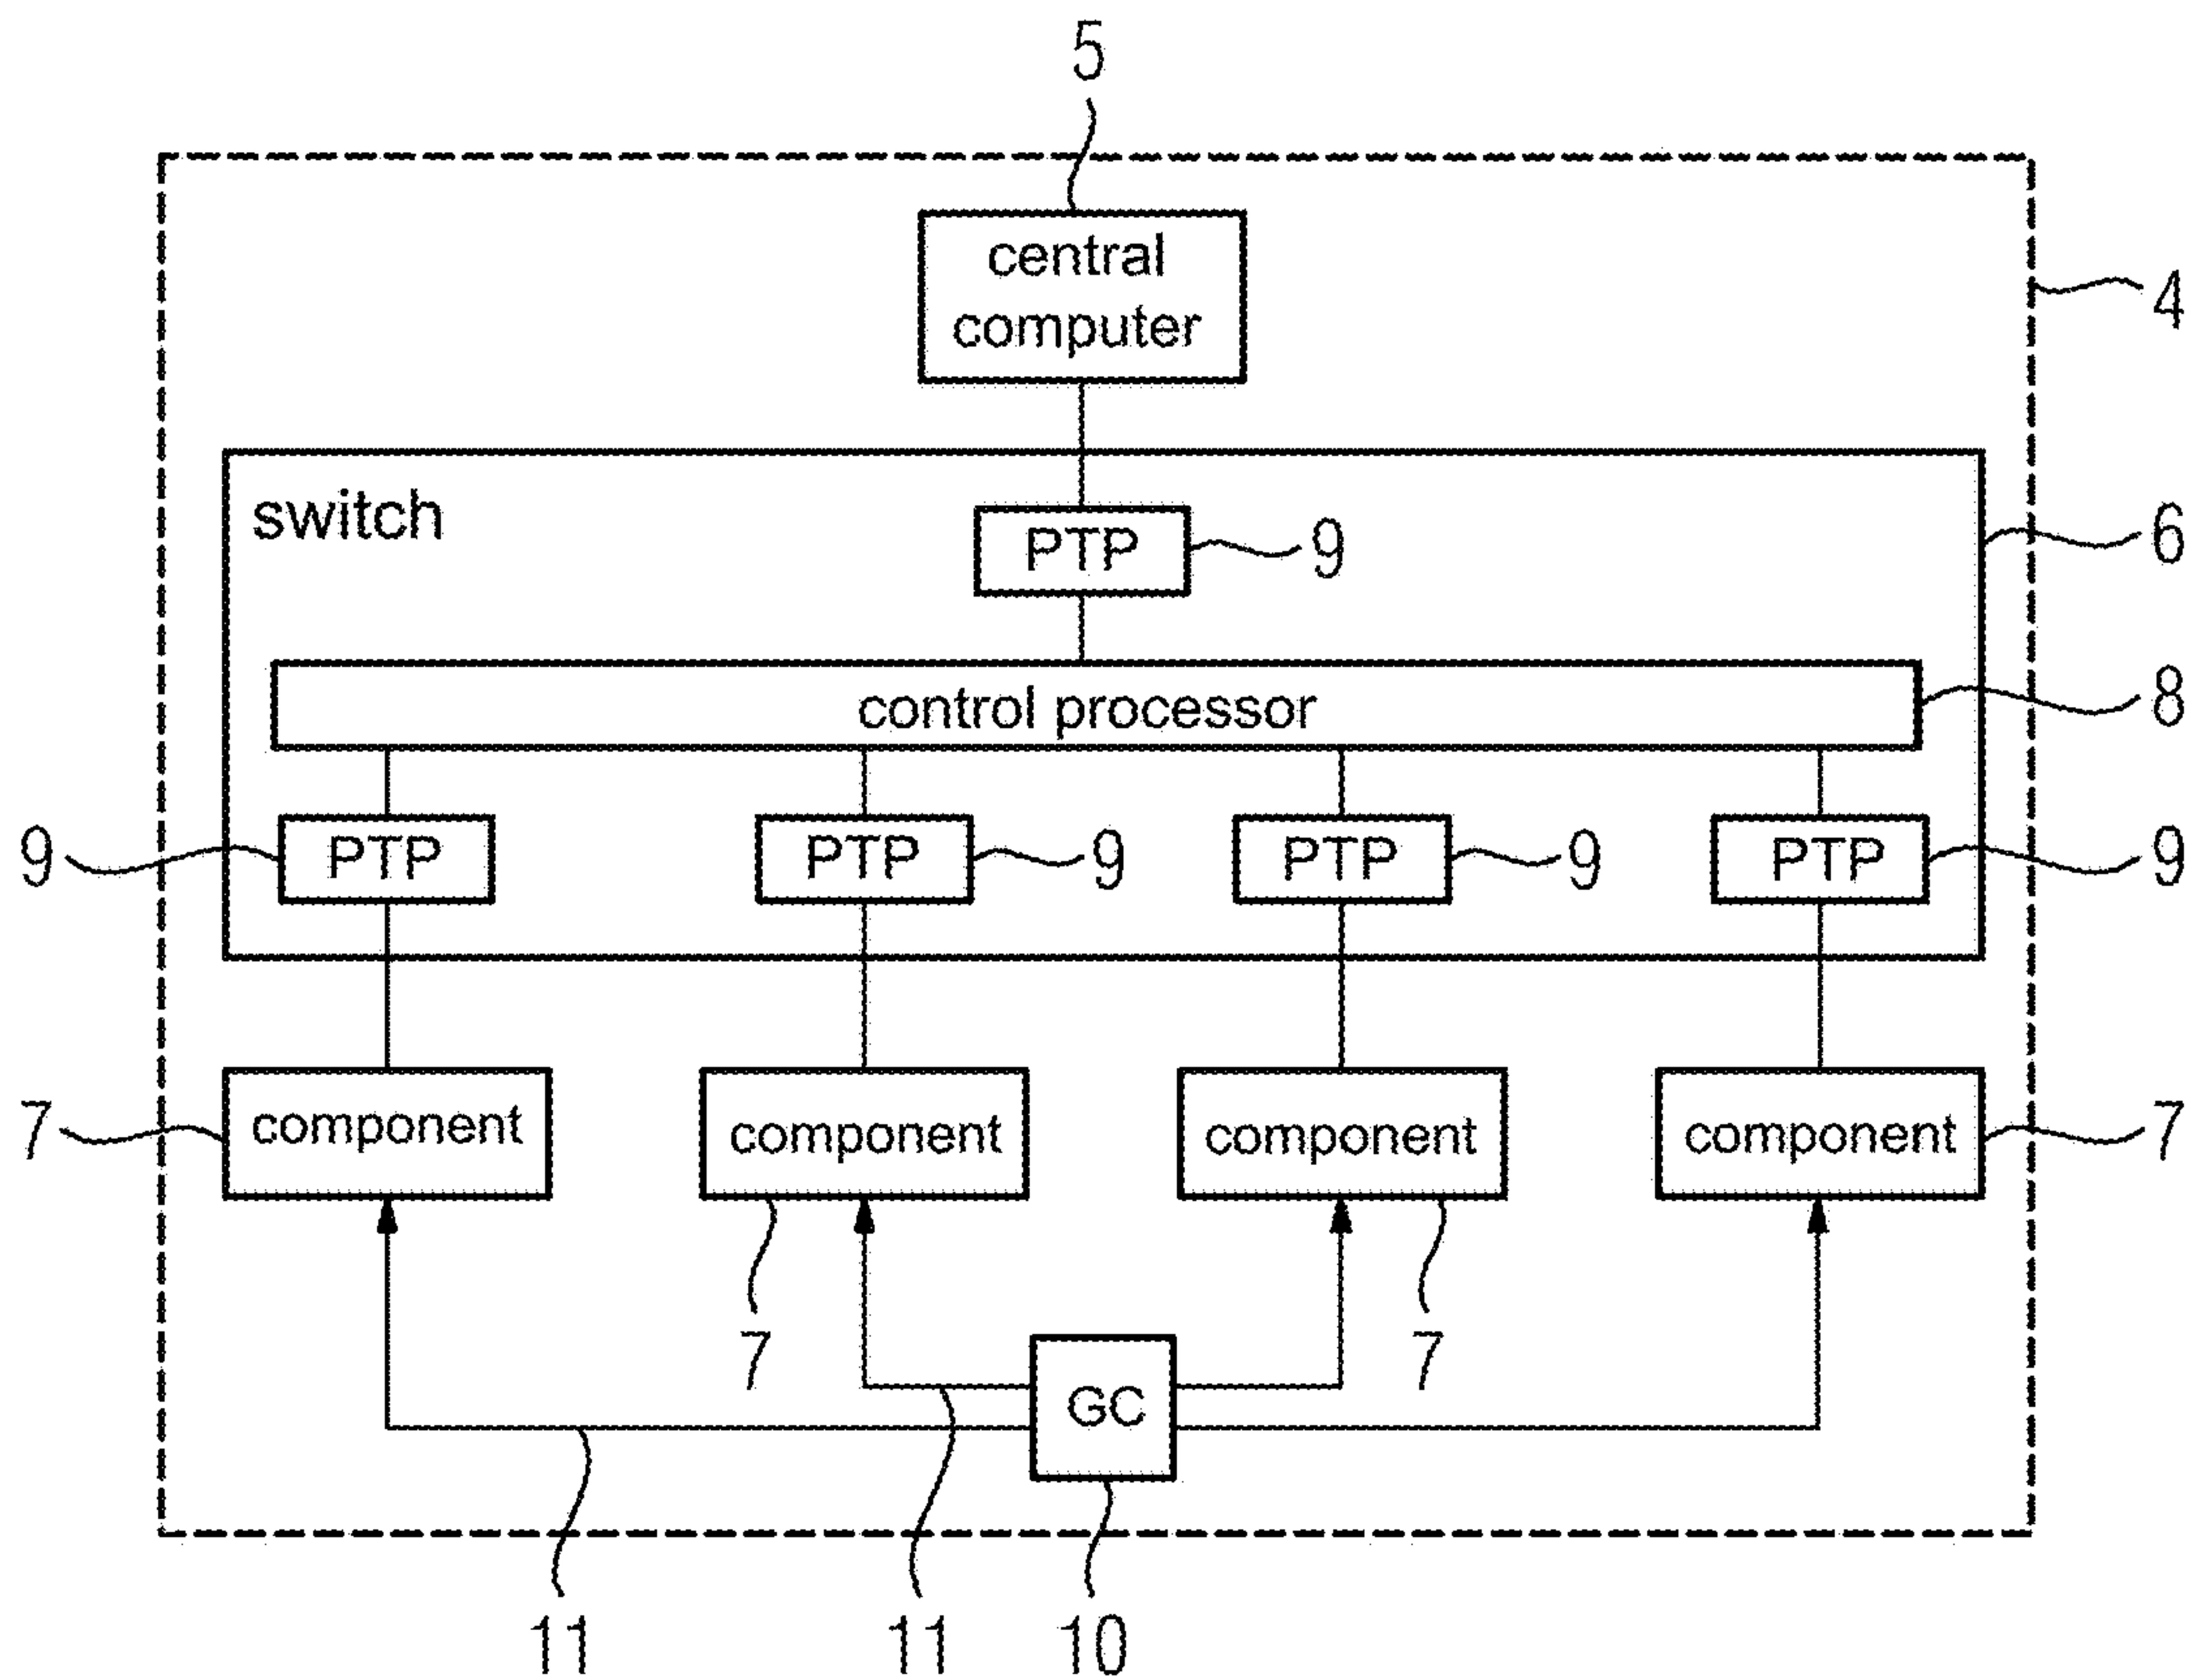 5
central
computer
4
switch
PTP 9
6
control processor
8
9 PTP PTP 9 PTP 9 PTP 9
7 component component component component 7
7 7
GC
11 11 10